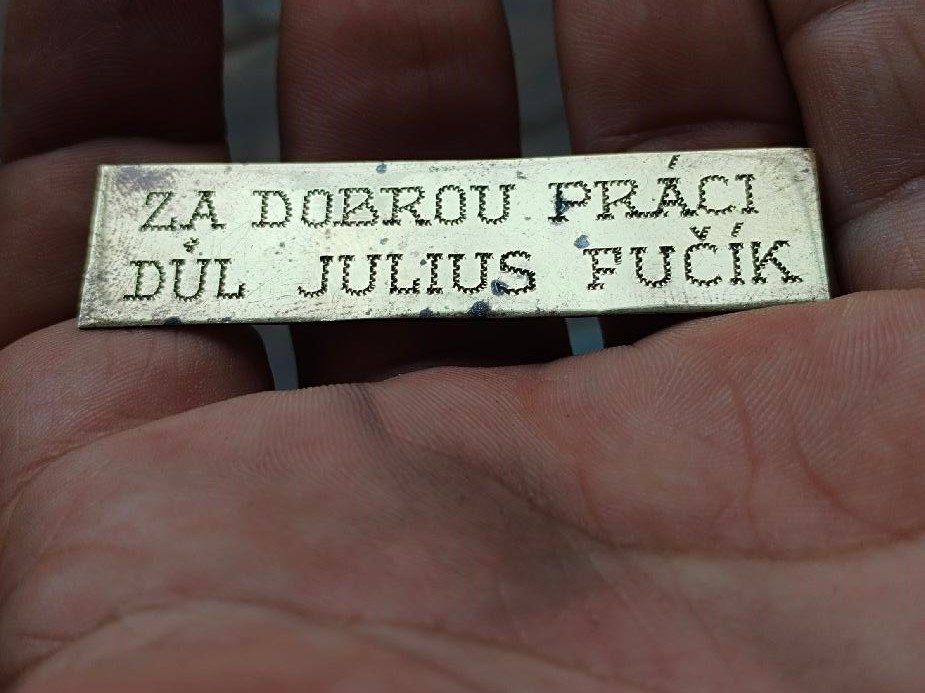 ZA DOBROU PRÁCI
DŮL JULIUS FUČÍK